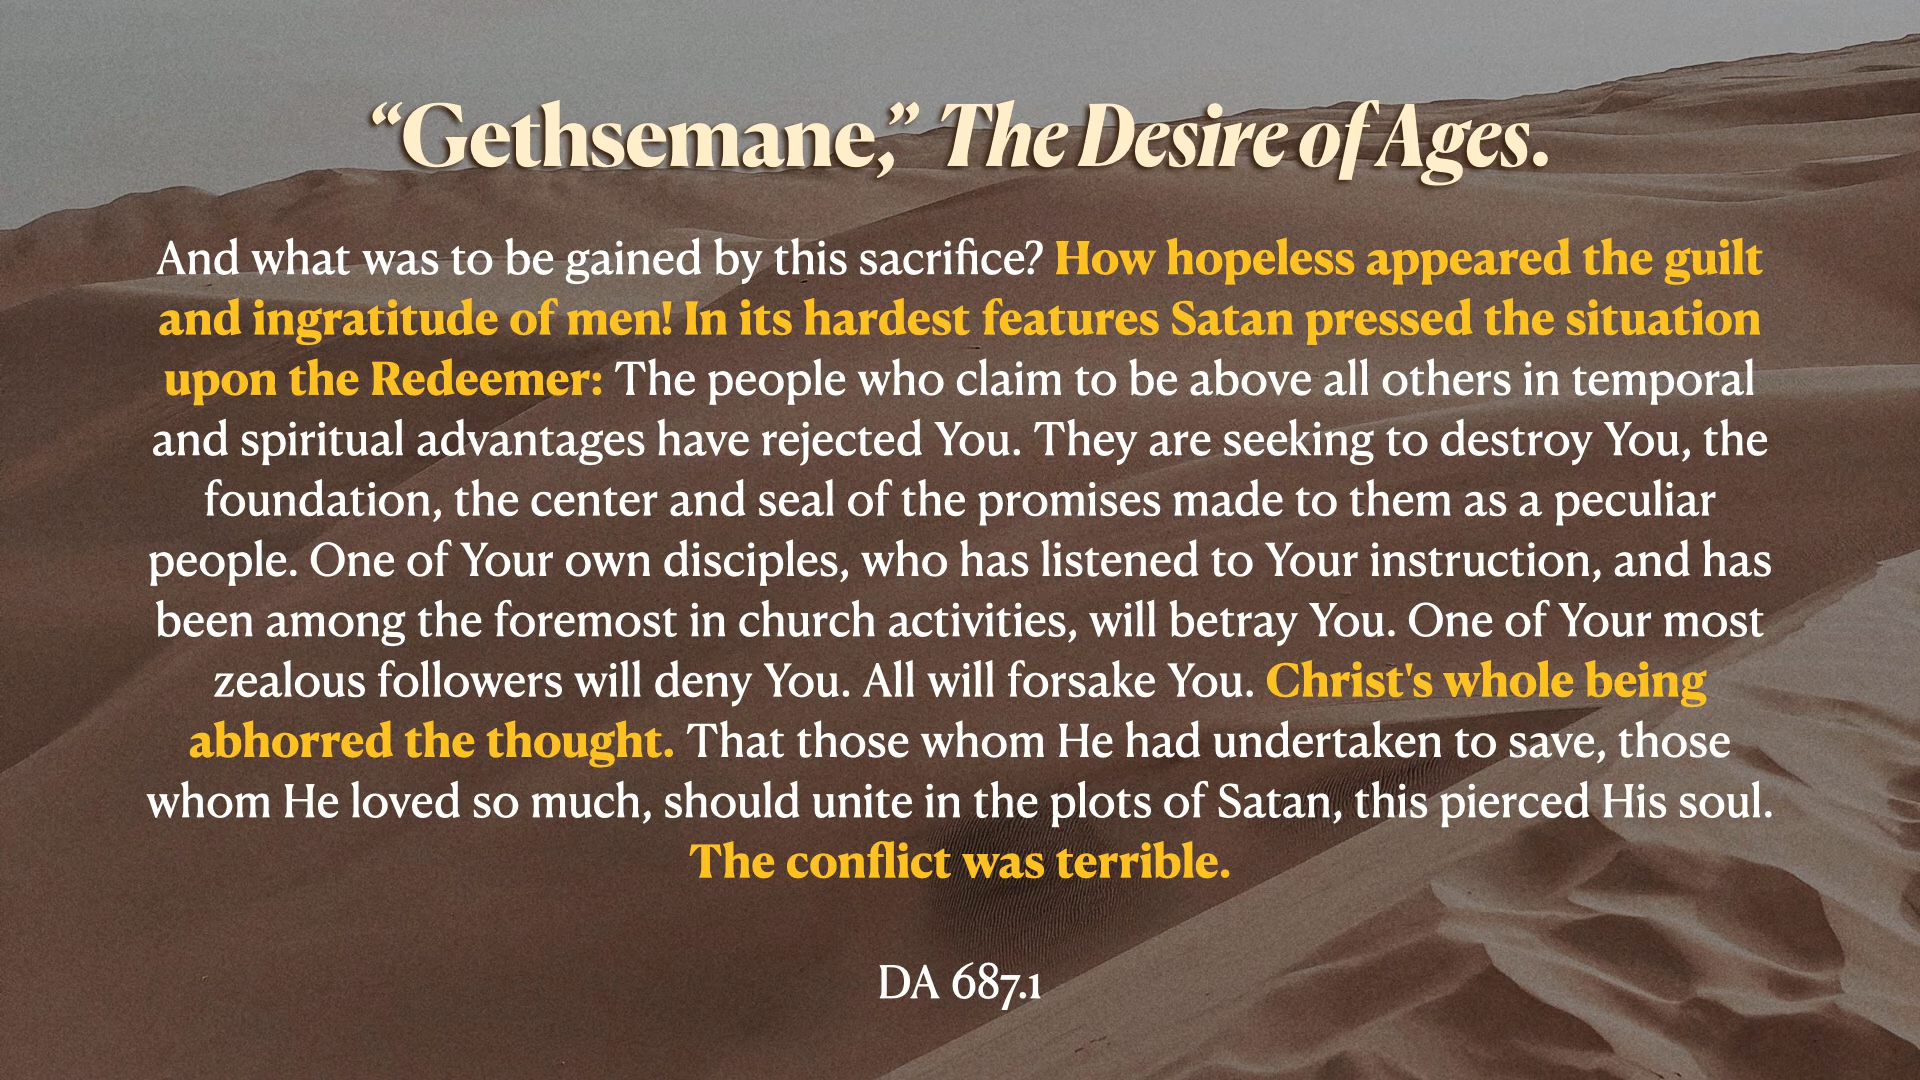 “Gethsemane,” The Desire of Ages.
And what was to be gained by this sacrifice? How hopeless appeared the guilt
and ingratitude of men! In its hardest features Satan pressed the situation
upon the Redeemer: The people who claim to be above all others in temporal
and spiritual advantages have rejected You. They are seeking to destroy You, the
foundation, the center and seal of the promises made to them as a peculiar
people. One of Your own disciples, who has listened to Your instruction, and has
been among the foremost in church activities, will betray You. One of Your most
zealous followers will deny You. All will forsake You. Christ's whole being
abhorred the thought. That those whom He had undertaken to save, those
whom He loved so much, should unite in the plots of Satan, this pierced His soul.
The conflict was terrible.
DA 687.1